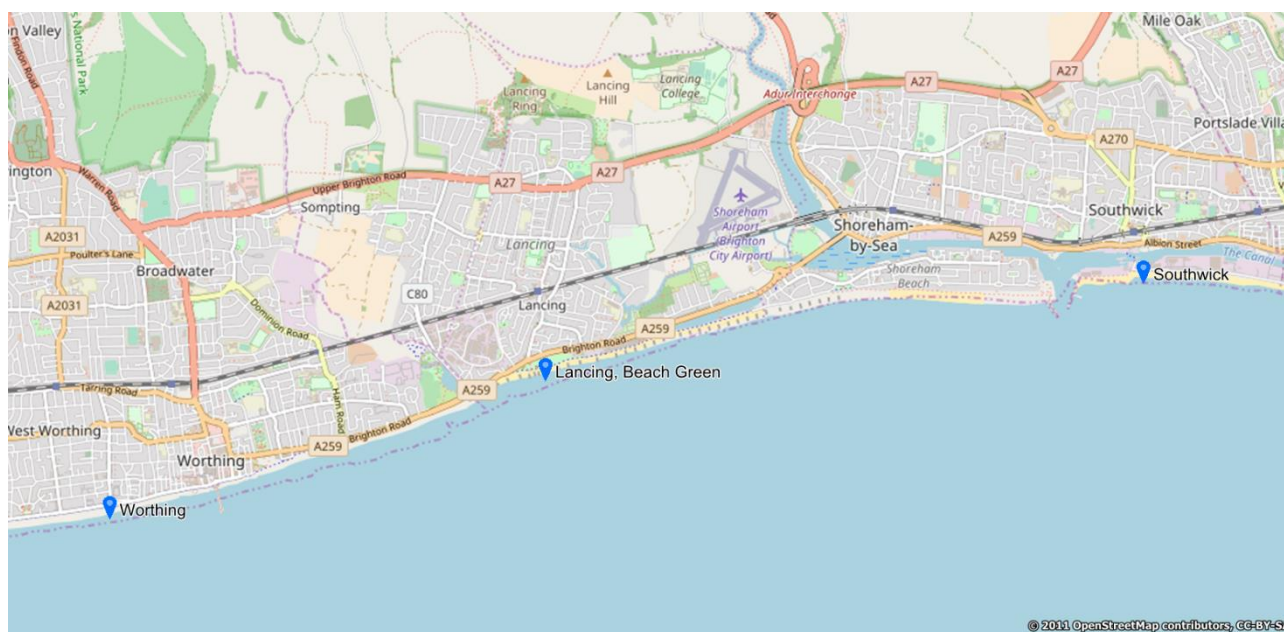 Mile Oak
n Valley
Findon Road
s National Park
Lancing
Ring
Lancing
Hill
Lancing
College
Adur Interchange
A27
A27
A270
Portslade Villa
ington
Warren Road
Upper Brighton Road
A27
A27
Sompting
Shoreham
Airport
(Brighton
City Airport)
Southwick
A2031
Poulter's Lane
Lancing
Shoreham-
by-Sea
A259
Albion Street
The Canal
Broadwater
Shoreham
Beach
Southwick
A2031
C80
Lancing
Dominion Road
A259
Brighton Road
Lancing, Beach Green
A259
Tarring Road
Ham Road
West Worthing
Brighton Road
A259
Worthing
Worthing
© 2011 OpenStreetMap contributors, CC-BY-S